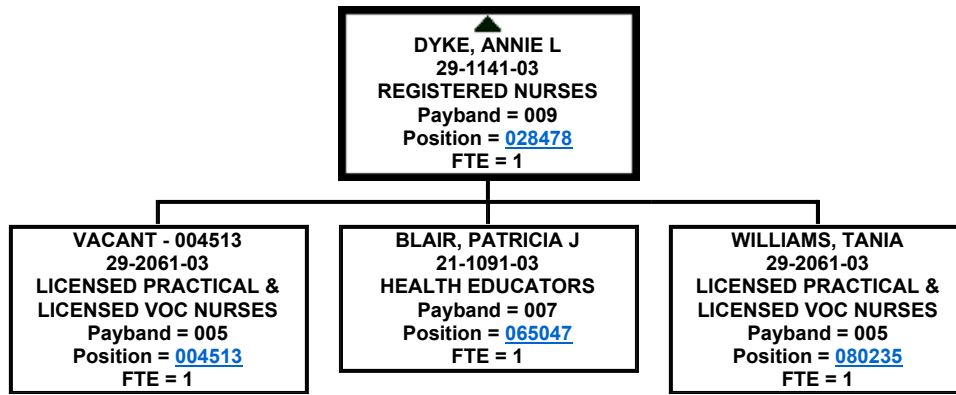 DYKE, ANNIE L
29-1141-03
REGISTERED NURSES
Payband = 009
Position = 028478
FTE = 1
VACANT - 004513
29-2061-03
LICENSED PRACTICAL &
LICENSED VOC NURSES
Payband = 005
Position = 004513
FTE = 1
BLAIR, PATRICIA J
21-1091-03
HEALTH EDUCATORS
Payband = 007
Position = 065047
FTE = 1
WILLIAMS, TANIA
29-2061-03
LICENSED PRACTICAL &
LICENSED VOC NURSES
Payband = 005
Position = 080235
FTE = 1